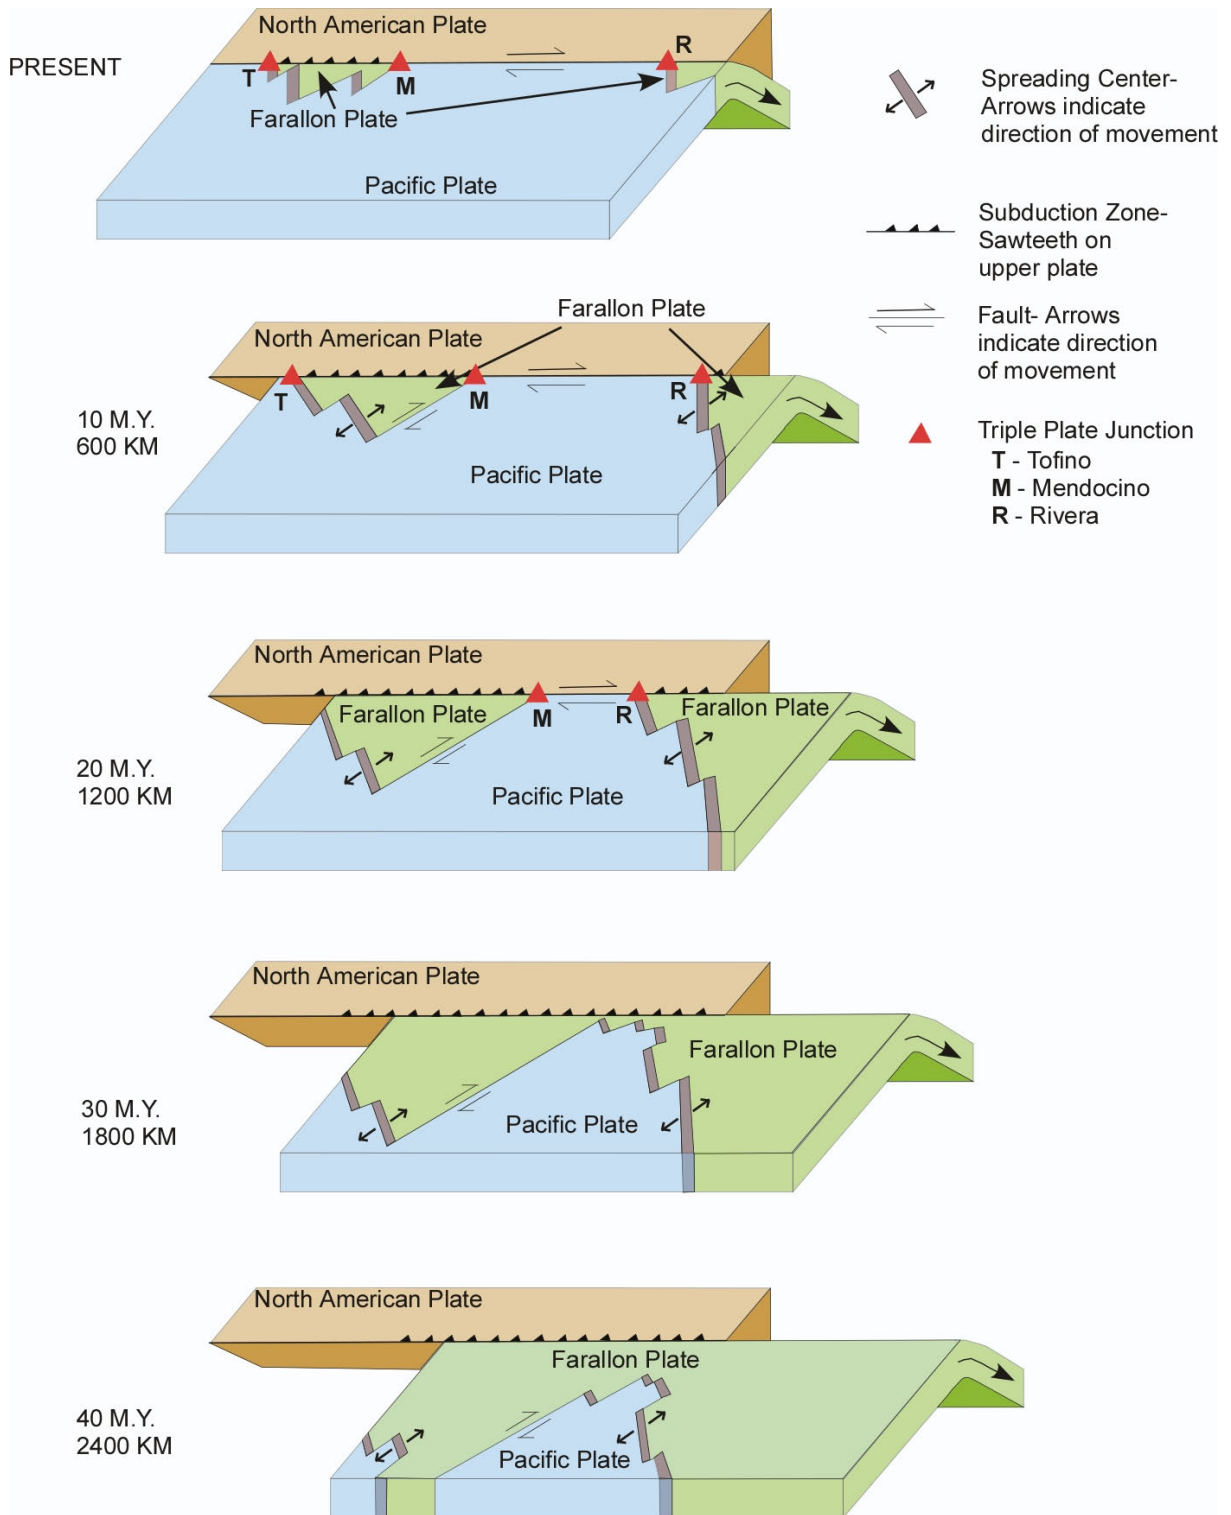 North American Plate
PRESENT
T
M
R
Farallon Plate
Pacific Plate
Spreading Center-
Arrows indicate
direction of movement
Subduction Zone-
Sawteeth on
upper plate
Fault- Arrows
indicate direction
of movement
Triple Plate Junction
T - Tofino
M - Mendocino
R - Rivera
Farallon Plate
North American Plate
T
M
R
10 M.Y.
600 KM
Pacific Plate
North American Plate
Farallon Plate
M
R
Farallon Plate
20 M.Y.
1200 KM
Pacific Plate
North American Plate
Farallon Plate
30 M.Y.
1800 KM
Pacific Plate
North American Plate
Farallon Plate
40 M.Y.
2400 KM
Pacific Plate